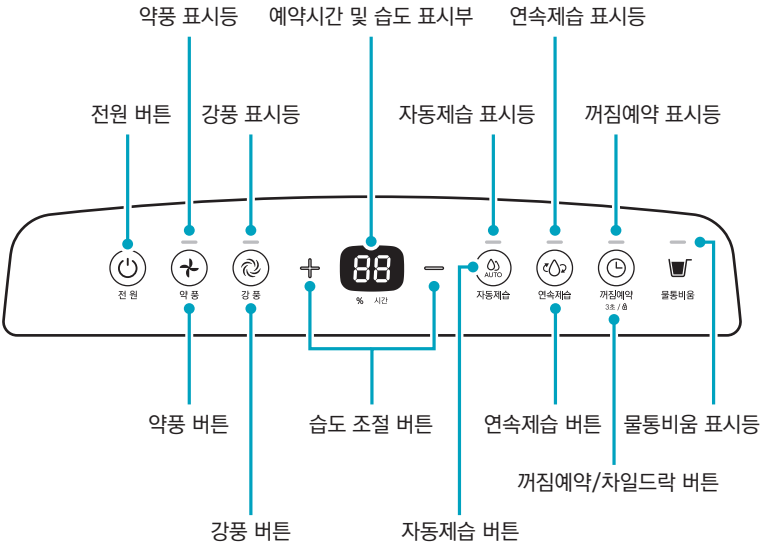 약풍 표시등 예약시간 및 습도 표시부 연속제습 표시등
전원 버튼 강풍 표시등 자동제습 표시등 꺼짐예약 표시등
88
AUTO
전 원 약 풍 강 풍 % 시간 자동제습 연속제습 꺼짐예약 물통비움
3초 /
약풍 버튼 습도 조절 버튼 연속제습 버튼 물통비움 표시등
꺼짐예약/차일드락 버튼
강풍 버튼 자동제습 버튼